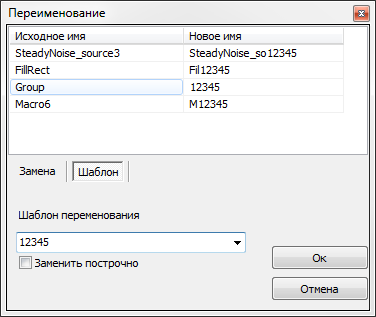 Переименование
Исходное имя Новое имя
SteadyNoise_source3 SteadyNoise_so12345
FillRect Fil12345
Group 12345
Macro6 M12345
Замена Шаблон
Шаблон переменования
12345
Заменить построчно
Ок
Отмена